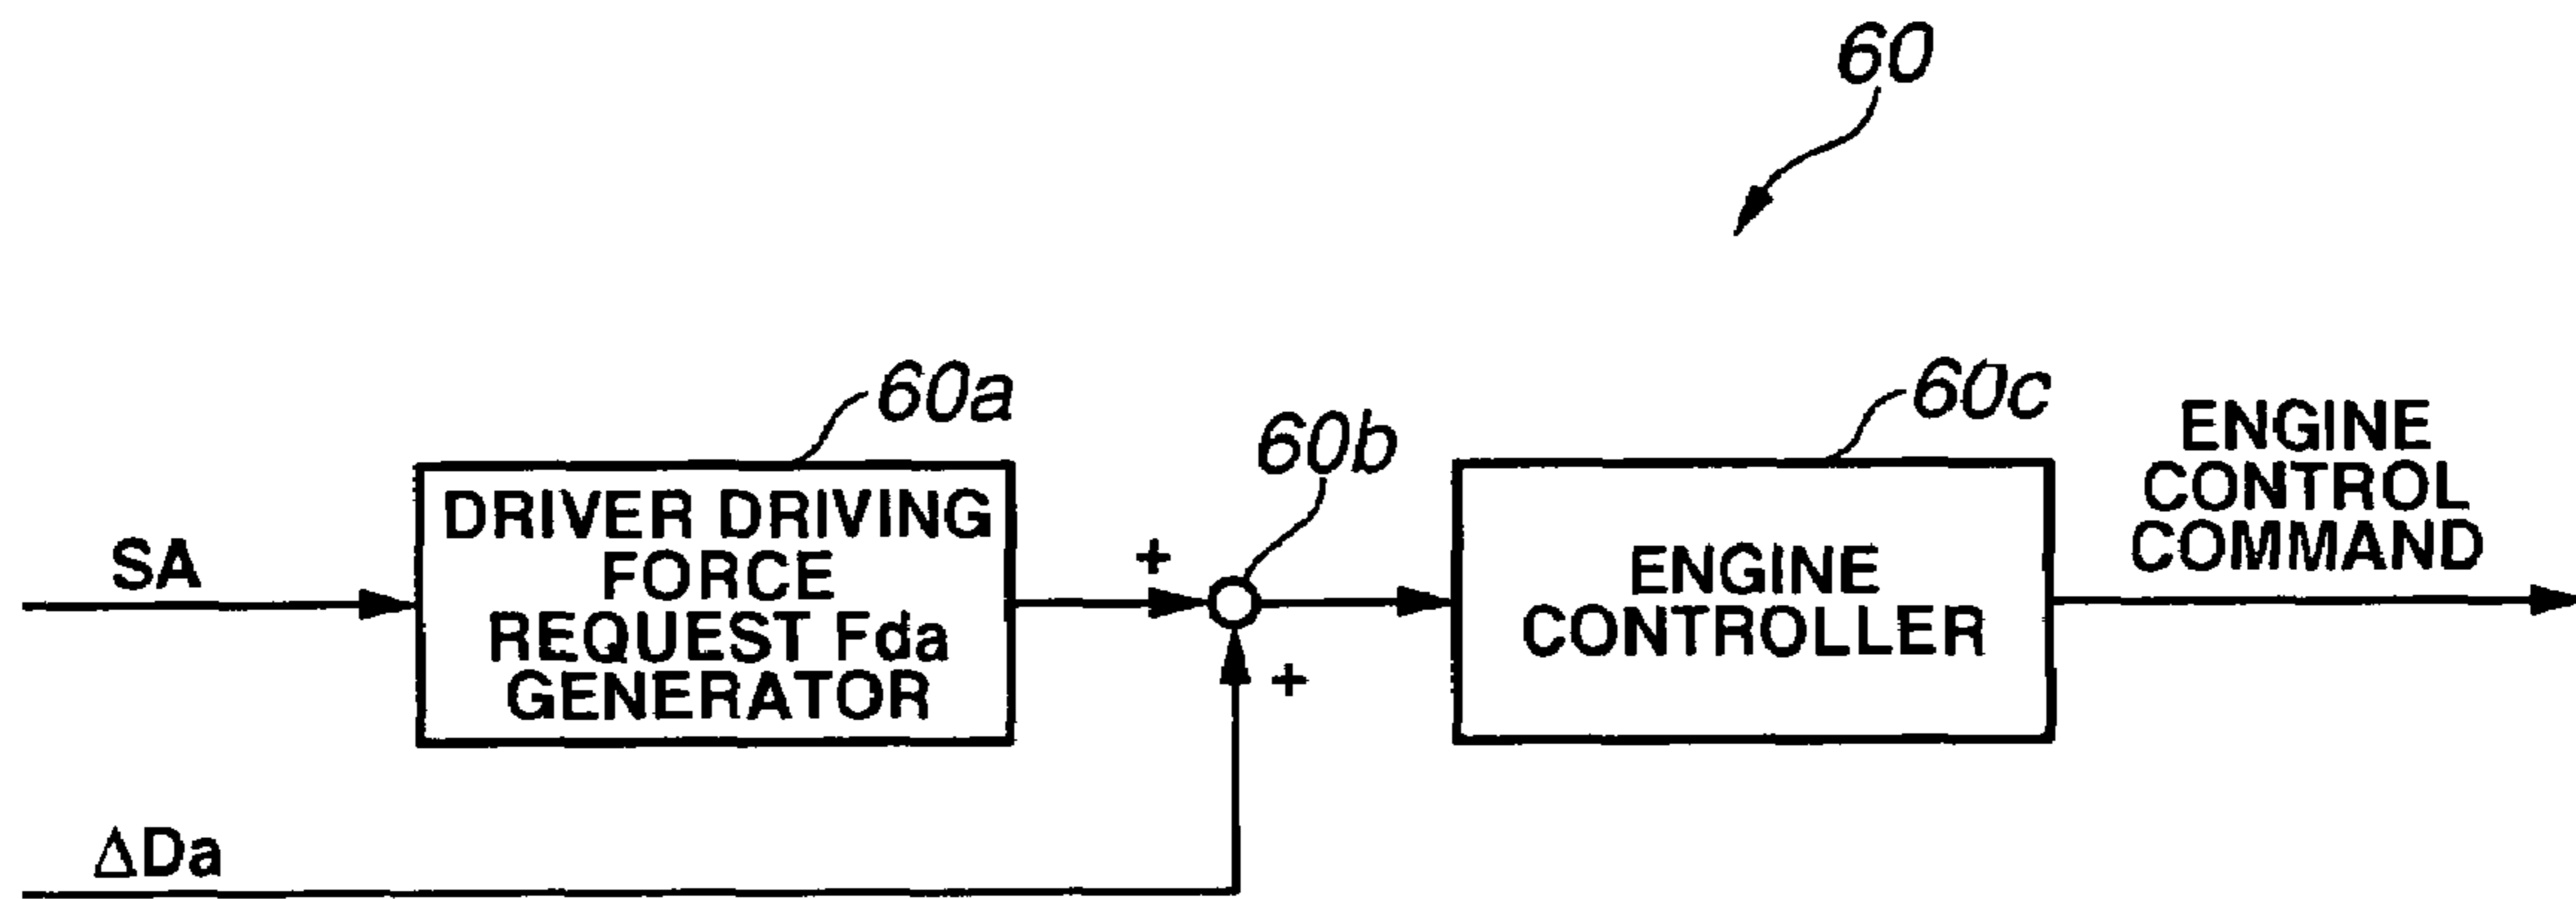 60
60a
60b
60c
SA
DRIVER DRIVING
FORCE
REQUEST Fda
GENERATOR
+
+
ENGINE
CONTROLLER
ENGINE
CONTROL
COMMAND
ΔDa